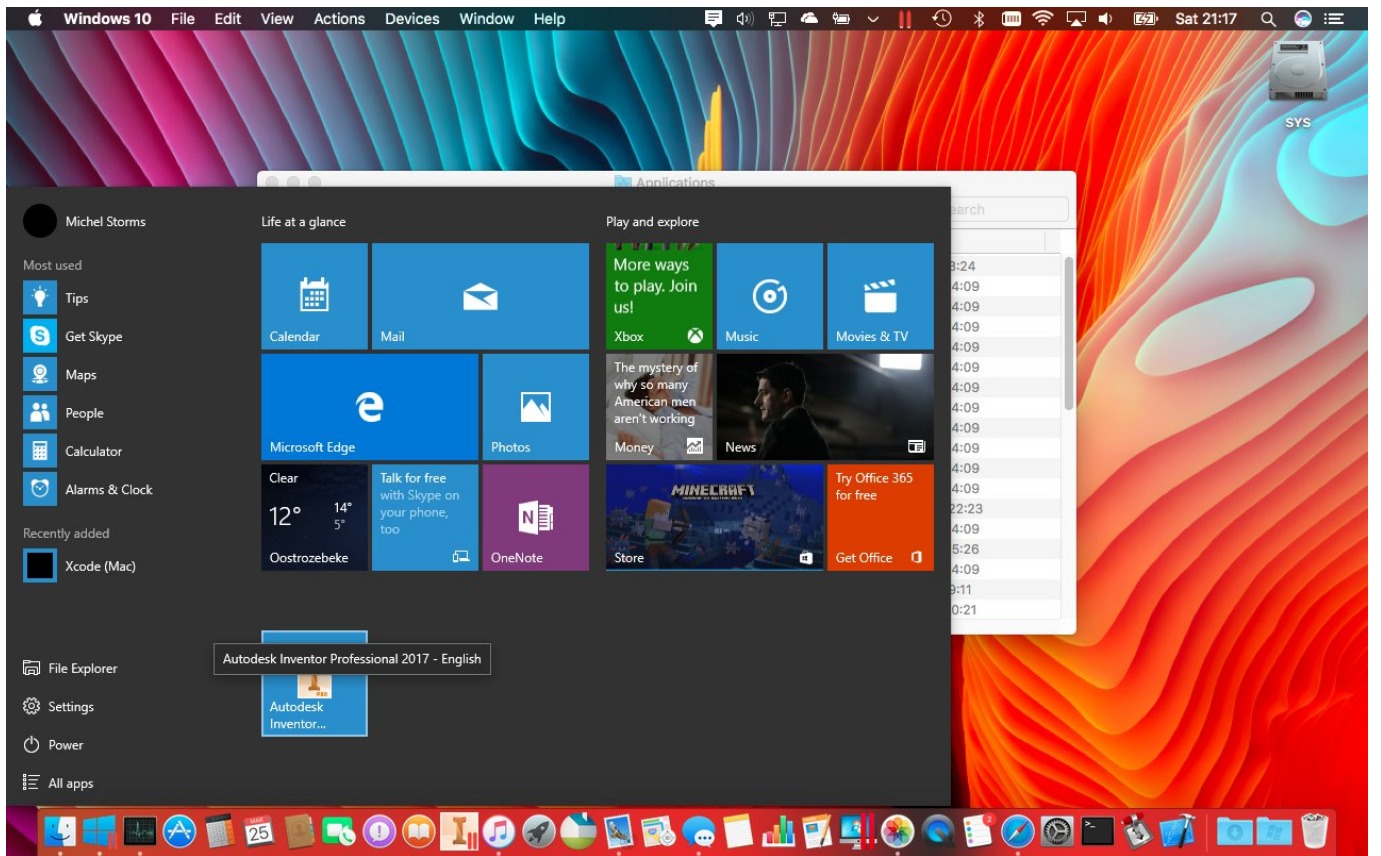 Windows 10 File Edit View Actions Devices Window Help Sat 21:17
SYS
Applications
earch
Michel Storms
Most used
Tips
Get Skype
Maps
People
Calculator
Alarms & Clock
Recently added
Xcode (Mac)
File Explorer
Settings
Power
All apps
Life at a glance
Calendar
Mail
Microsoft Edge
Photos
Clear
12°
14°
5°
Oostrozebeke
Talk for free
with Skype on
your phone,
too
N
OneNote
Autodesk Inventor Professional 2017 - English
I
PRO
Autodesk
Inventor...
Play and explore
More ways
to play. Join
us!
Xbox
Music
Movies & TV
The mystery of
why so many
American men
aren't working
Money
News
MINECRAFT
Store
Try Office 365
for free
Get Office
3:24
4:09
4:09
4:09
4:09
4:09
4:09
4:09
4:09
4:09
4:09
4:09
22:23
4:09
5:26
4:09
9:11
0:21
MAR
25
I
2